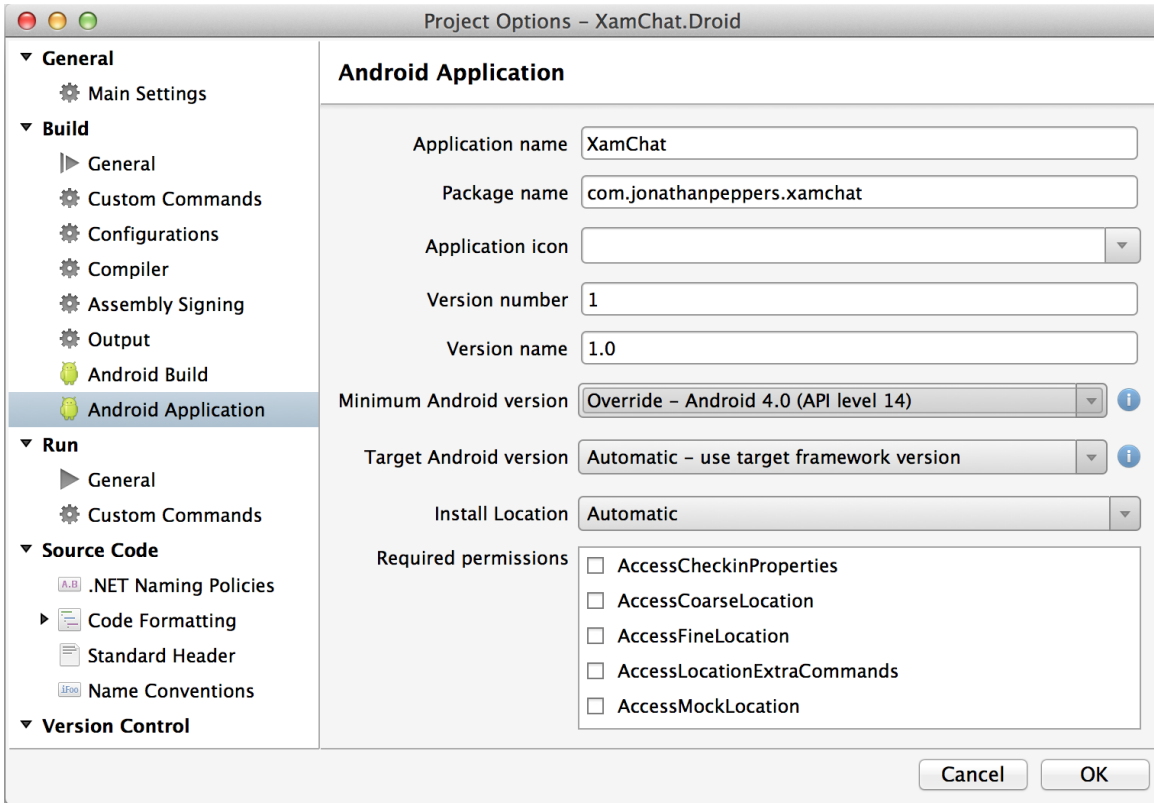 Project Options – XamChat.Droid
General
Main Settings
Build
General
Custom Commands
Configurations
Compiler
Assembly Signing
Output
Android Build
Android Application
Run
General
Custom Commands
Source Code
A.B .NET Naming Policies
Code Formatting
Standard Header
iFoo Name Conventions
Version Control
Android Application
Application name XamChat
Package name com.jonathanpeppers.xamchat
Application icon
Version number 1
Version name 1.0
Minimum Android version Override – Android 4.0 (API level 14) i
Target Android version Automatic – use target framework version i
Install Location Automatic
Required permissions
AccessCheckinProperties
AccessCoarseLocation
AccessFineLocation
AccessLocationExtraCommands
AccessMockLocation
Cancel OK